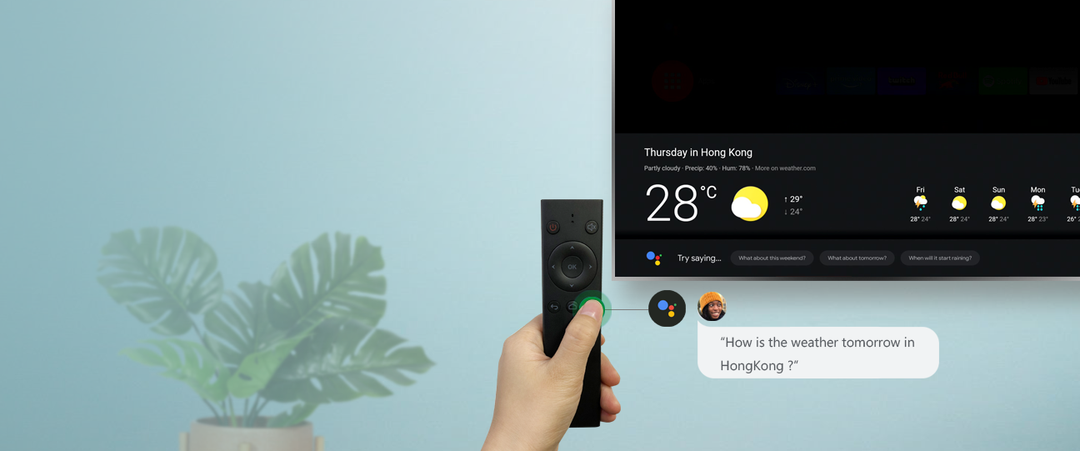 Thursday in Hong Kong
Partly cloudy · Precip: 40% · Hum: 78% · More on weather.com
28°C
↑ 29°
↓ 24°
Fri Sat Sun Mon
28° 24° 28° 24° 28° 24° 28° 23° 26°
Try saying...
What about this weekend? What about tomorrow? When will it start raining?
OK
“How is the weather tomorrow in
HongKong ?“